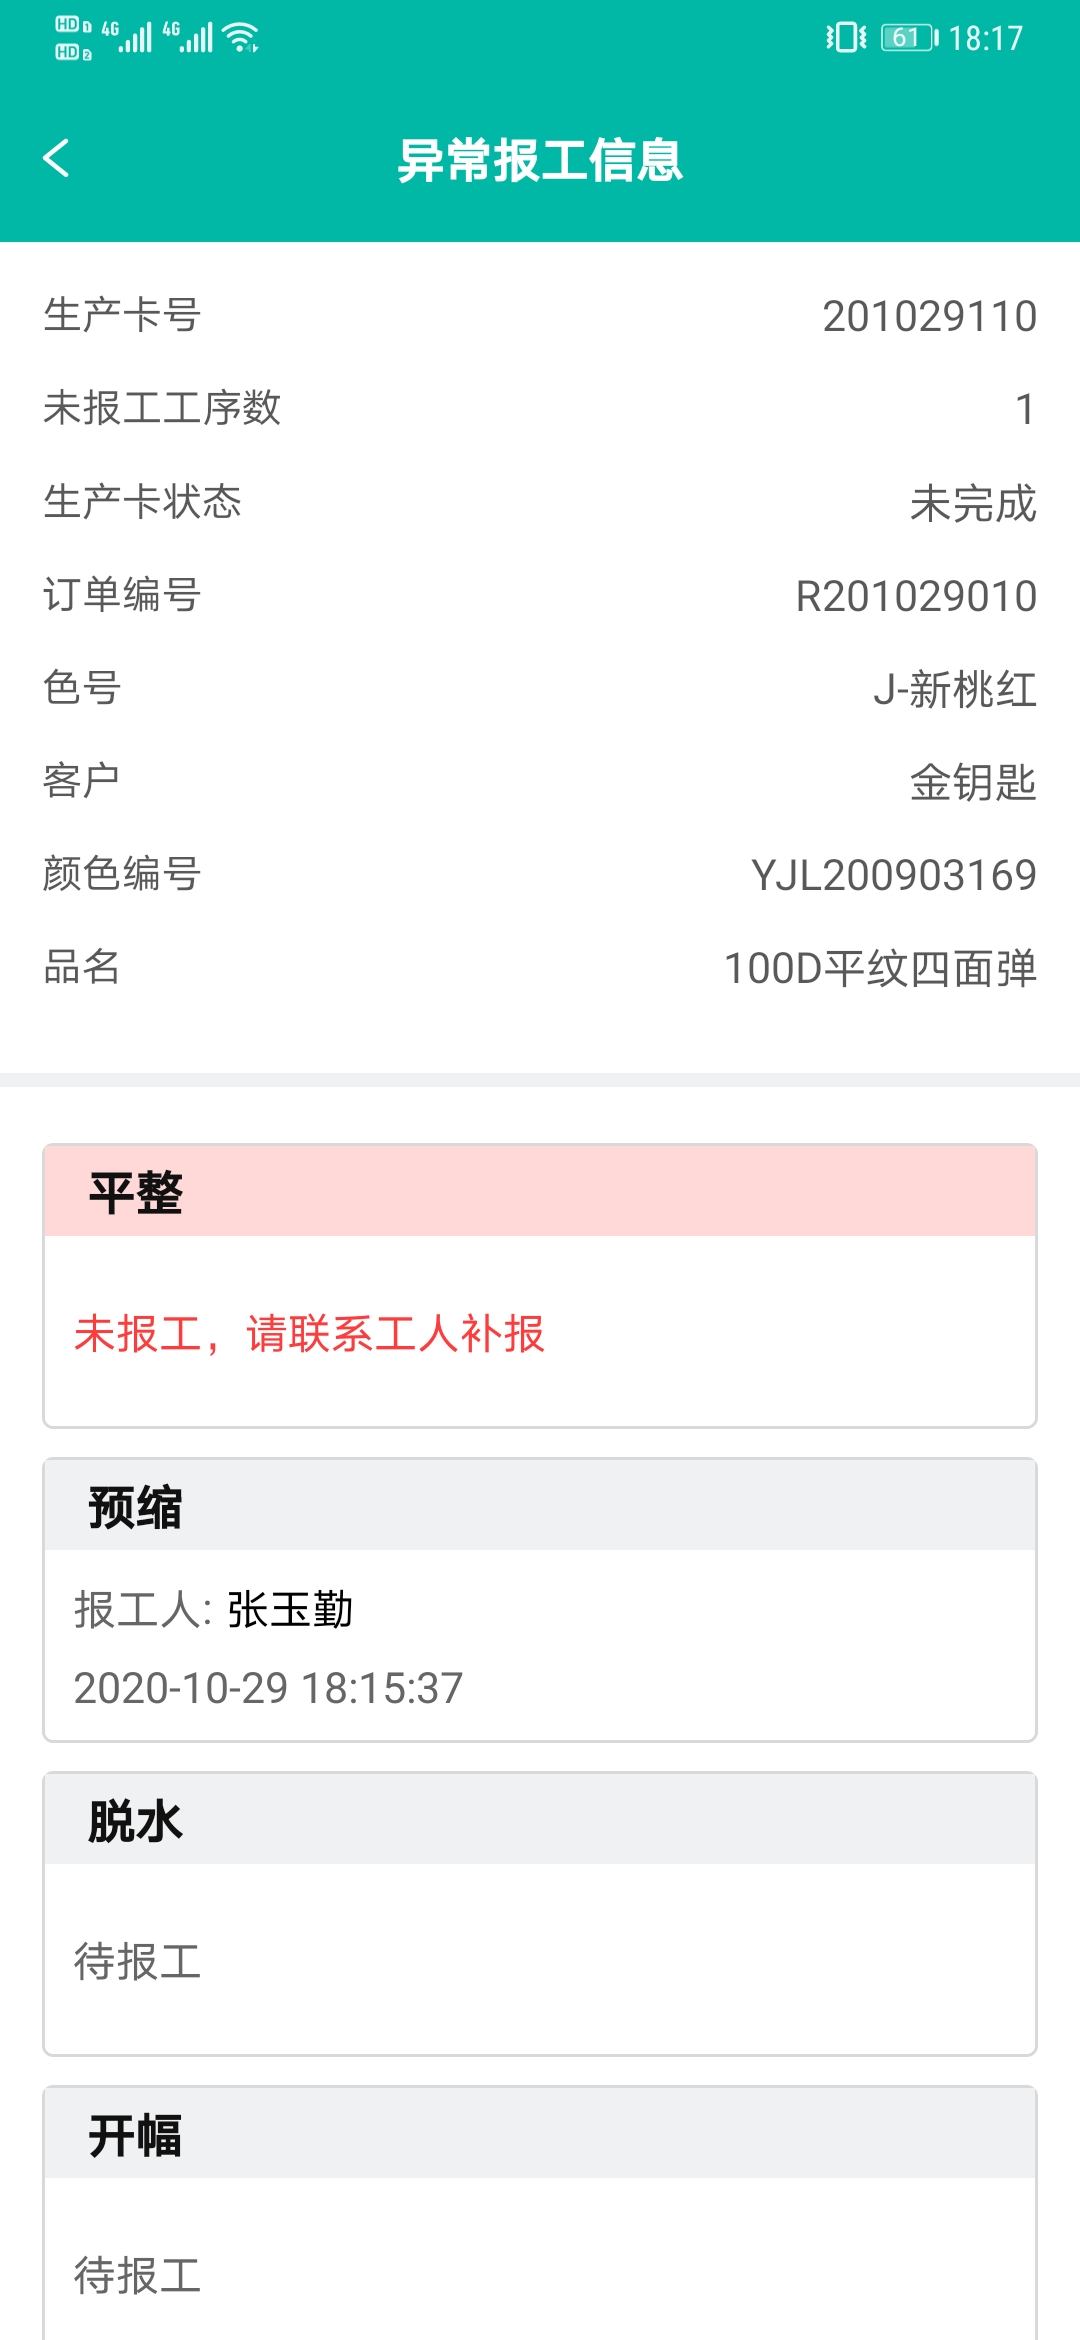 HD 1 4G 4G
HD 2
61 18:17
异常报工信息
生产卡号 201029110
未报工工序数 1
生产卡状态 未完成
订单编号 R201029010
色号 J-新桃红
客户 金钥匙
颜色编号 YJL200903169
品名 100D平纹四面弹
平整
未报工，请联系工人补报
预缩
报工人: 张玉勤
2020-10-29 18:15:37
脱水
待报工
开幅
待报工